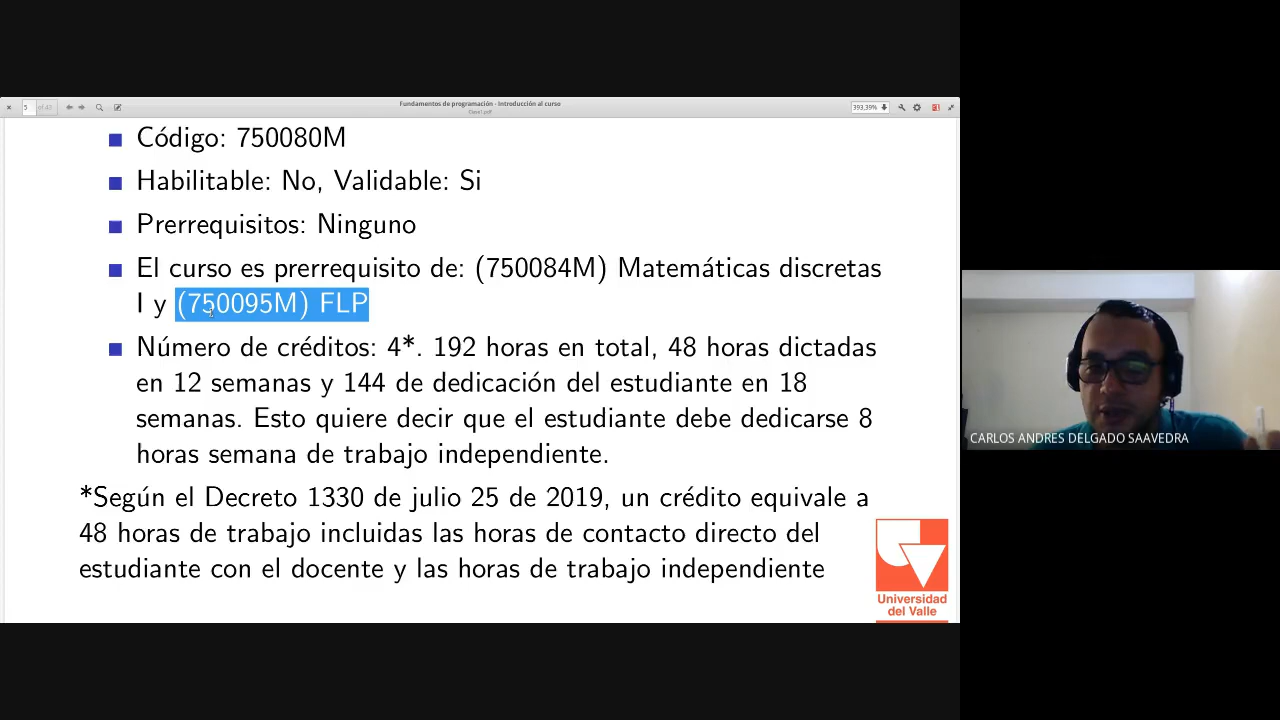 5 of 43
Fundamentos de programación - Introducción al curso
Clase1.pdf
393,39%
Código: 750080M
Habilitable: No, Validable: Si
Prerrequisitos: Ninguno
El curso es prerrequisito de: (750084M) Matemáticas discretas
I y (750095M) FLP
Número de créditos: 4*. 192 horas en total, 48 horas dictadas
en 12 semanas y 144 de dedicación del estudiante en 18
semanas. Esto quiere decir que el estudiante debe dedicarse 8
horas semana de trabajo independiente.
*Según el Decreto 1330 de julio 25 de 2019, un crédito equivale a
48 horas de trabajo incluidas las horas de contacto directo del
estudiante con el docente y las horas de trabajo independiente
Universidad
del Valle
CARLOS ANDRES DELGADO SAAVEDRA